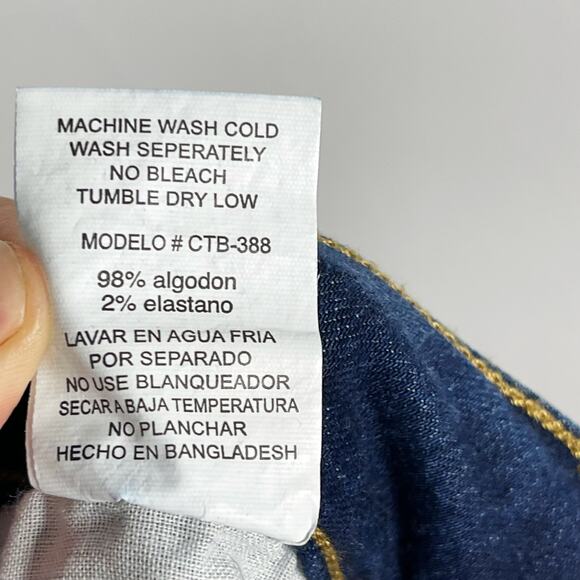 MACHINE WASH COLD
WASH SEPERATELY
NO BLEACH
TUMBLE DRY LOW
MODELO # CTB-388
98% algodon
2% elastano
LAVAR EN AGUA FRIA
POR SEPARADO
NO USE BLANQUEADOR
SECAR A BAJA TEMPERATURA
NO PLANCHAR
HECHO EN BANGLADESH